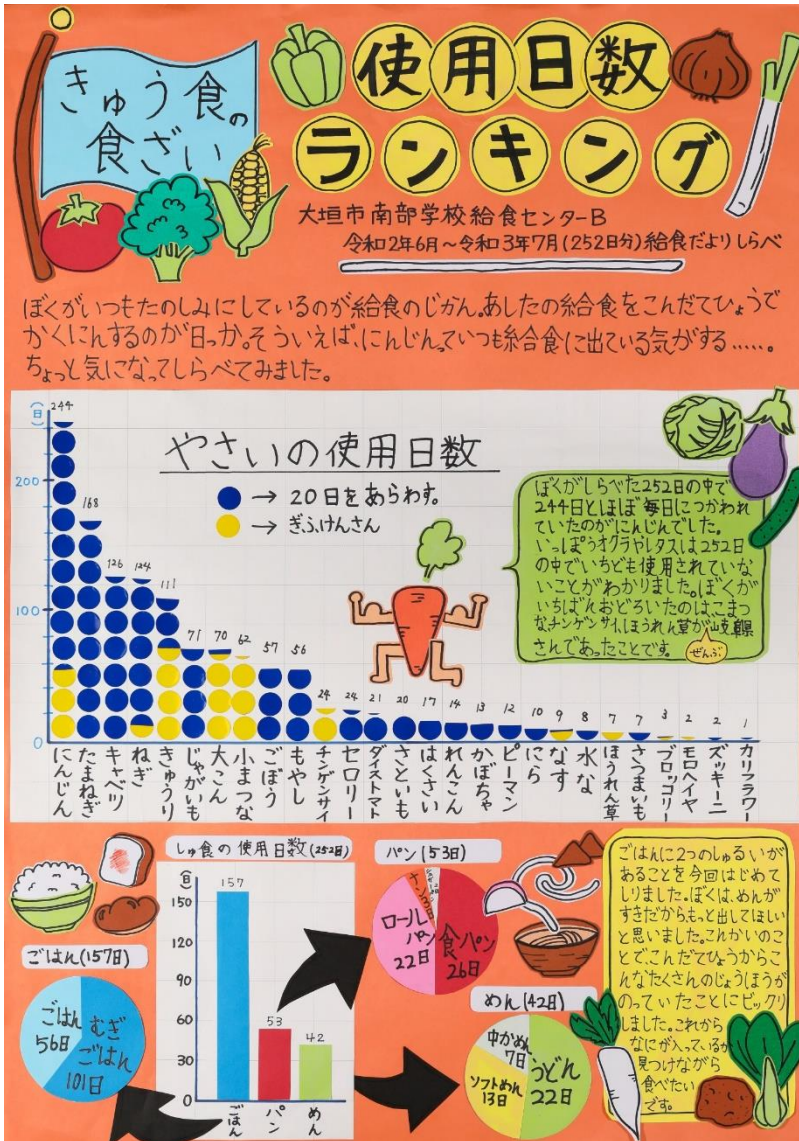 きゅう食の
食ざい
使用日数
ランキング
大垣市南部学校給食センターB
令和2年6月〜令和3年7月(252日分)給食だよりしらべ
ぼくがいつもたのしみにしているのが給食のじかん。あしたの給食をこんだてひょうで
かくにんするのが日っか。そういえば、にんじんっていつも給食に出ている気がする……。
ちょっと気になってしらべてみました。
(日)
200
100
0
やさいの使用日数
→ 20日をあらわす。
→ ぎふけんさん
244
168
126
124
111
71
70
62
57
56
24
24
21
20
17
14
13
12
10
9
8
7
7
3
2
2
1
にんじん
たまねぎ
キャベツ
ねぎ
きゅうり
じゃがいも
大こん
小まつな
ごぼう
もやし
チンゲンサイ
セロリー
ダイストマト
さといも
はくさい
れんこん
かぼちゃ
ピーマン
にら
なす
水な
ほうれん草
さつまいも
ブロッコリー
モロヘイヤ
ズッキーニ
カリフラワー
ぼくがしらべた252日の中で
244日とほぼ毎日につかわれ
ていたのがにんじんでした。
いっぽうオクラやレタスは252日
の中でいちども使用されていな
いことがわかりました。ぼくが
いちばんおどろいたのは、こまつ
な、チンゲンサイ、ほうれん草が岐阜県
さんであったことです。
ぜんぶ
しゅ食の使用日数(252日)
(日)
150
120
90
60
30
0
157
53
42
ごはん
パン
めん
ごはん(157日)
ごはん
56日
むぎ
ごはん
101日
パン(53日)
ロール
パン
22日
食パン
26日
めん(42日)
中かめん
7日
ソフトめん
13日
うどん
22日
ごはんに2つのしゅるいが
あることを今回はじめて
しりました。ぼくは、めんが
すきだからもっと出してほしい
と思いました。こんかいのこ
とで、こんだてひょうからこ
んなたくさんのじょうほうが
のっていたことにビックリ
しました。これから
なにが入っているか
見つけながら
食べたい
です。